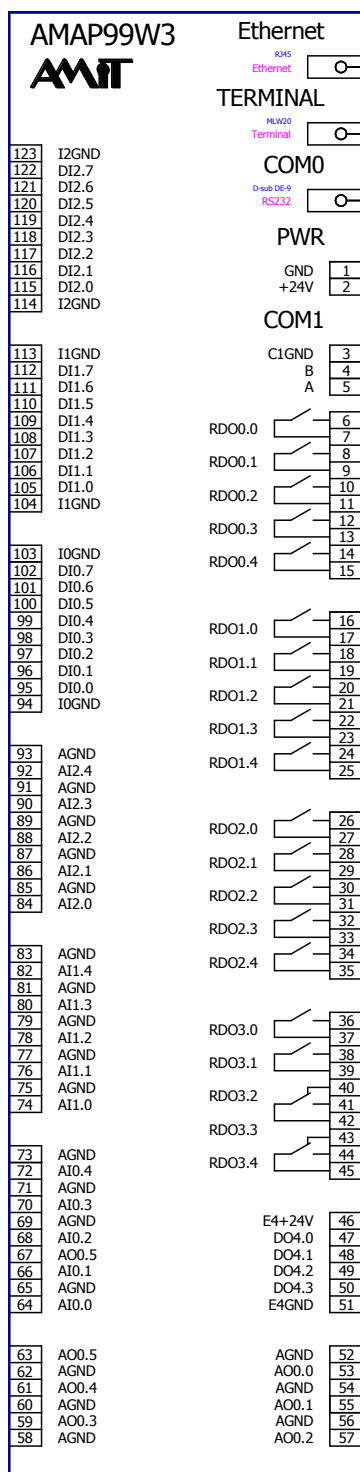 AMAP99W3
AMiT
123 I2GND
122 DI2.7
121 DI2.6
120 DI2.5
119 DI2.4
118 DI2.3
117 DI2.2
116 DI2.1
115 DI2.0
114 I2GND
113 I1GND
112 DI1.7
111 DI1.6
110 DI1.5
109 DI1.4
108 DI1.3
107 DI1.2
106 DI1.1
105 DI1.0
104 I1GND
103 I0GND
102 DI0.7
101 DI0.6
100 DI0.5
99 DI0.4
98 DI0.3
97 DI0.2
96 DI0.1
95 DI0.0
94 I0GND
93 AGND
92 AI2.4
91 AGND
90 AI2.3
89 AGND
88 AI2.2
87 AGND
86 AI2.1
85 AGND
84 AI2.0
83 AGND
82 AI1.4
81 AGND
80 AI1.3
79 AGND
78 AI1.2
77 AGND
76 AI1.1
75 AGND
74 AI1.0
73 AGND
72 AI0.4
71 AGND
70 AI0.3
69 AGND
68 AI0.2
67 AO0.5
66 AI0.1
65 AGND
64 AI0.0
63 AO0.5
62 AGND
61 AO0.4
60 AGND
59 AO0.3
58 AGND
Ethernet
RJ45
Ethernet
TERMINAL
MLW20
Terminal
COM0
D-sub DE-9
RS232
PWR
GND 1
+24V 2
COM1
C1GND 3
B 4
A 5
RDO0.0 6
7
RDO0.1 8
9
RDO0.2 10
11
RDO0.3 12
13
RDO0.4 14
15
RDO1.0 16
17
RDO1.1 18
19
RDO1.2 20
21
RDO1.3 22
23
RDO1.4 24
25
RDO2.0 26
27
RDO2.1 28
29
RDO2.2 30
31
RDO2.3 32
33
RDO2.4 34
35
RDO3.0 36
37
RDO3.1 38
39
RDO3.2 40
41
RDO3.3 42
43
RDO3.4 44
45
E4+24V 46
DO4.0 47
DO4.1 48
DO4.2 49
DO4.3 50
E4GND 51
AGND 52
AO0.0 53
AGND 54
AO0.1 55
AGND 56
AO0.2 57